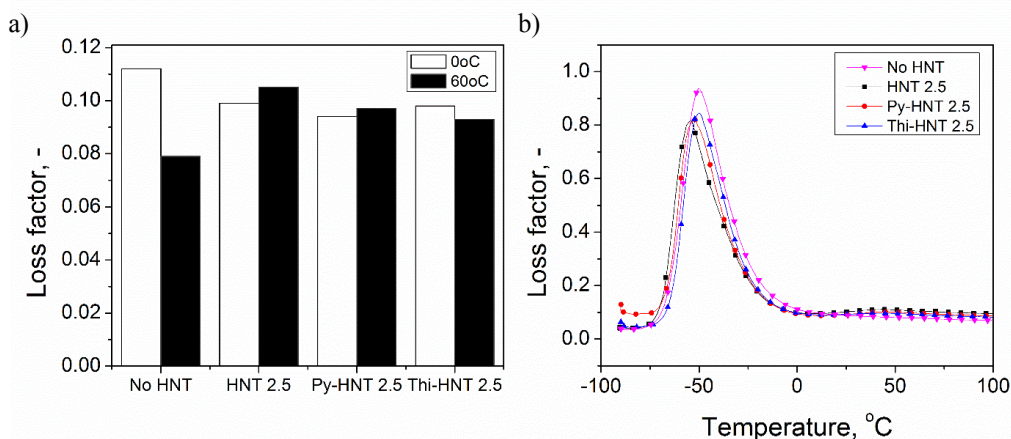 a)
0.12
0.10
0.08
0.06
0.04
0.02
0.00
Loss factor, -
0oC
60oC
No HNT
HNT 2.5
Py-HNT 2.5
Thi-HNT 2.5
b)
1.0
0.8
0.6
0.4
0.2
0.0
Loss factor, -
No HNT
HNT 2.5
Py-HNT 2.5
Thi-HNT 2.5
-100
-50
0
50
100
Temperature, °C